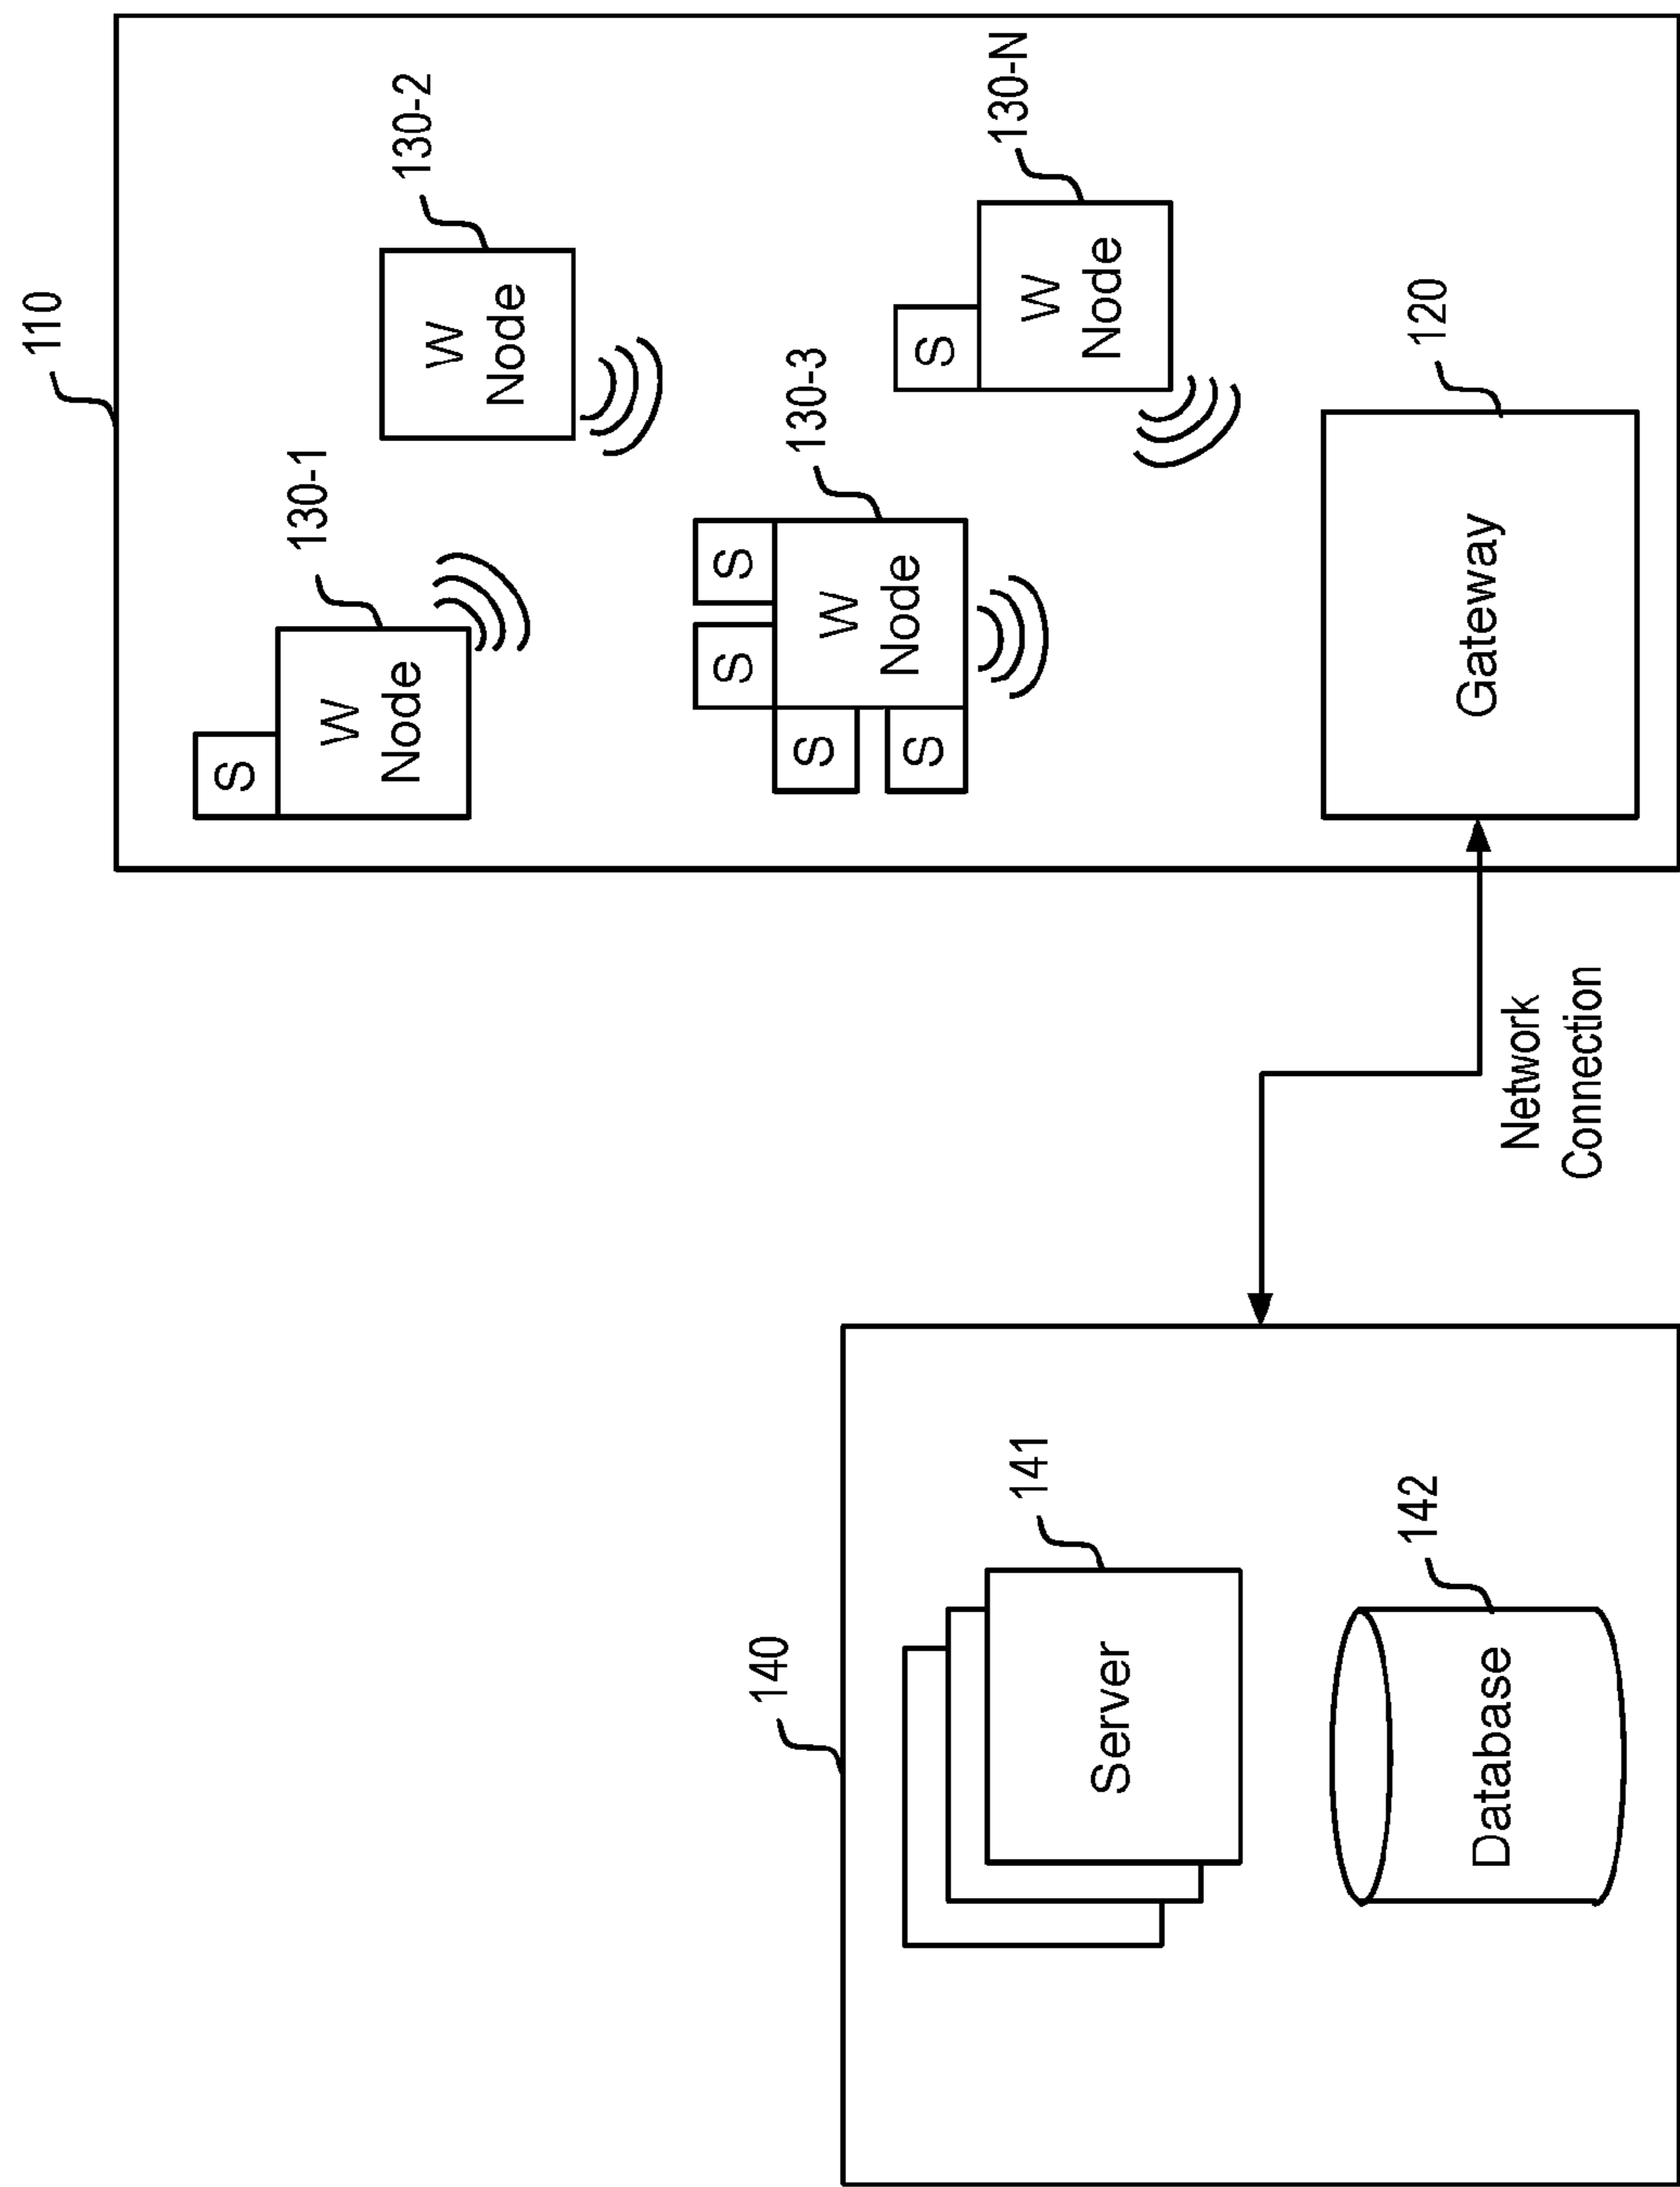 110
130-1
S
W
Node
130-2
W
Node
130-3
S
S
S
S
W
Node
130-N
S
W
Node
120
Gateway
Network
Connection
140
141
Server
142
Database